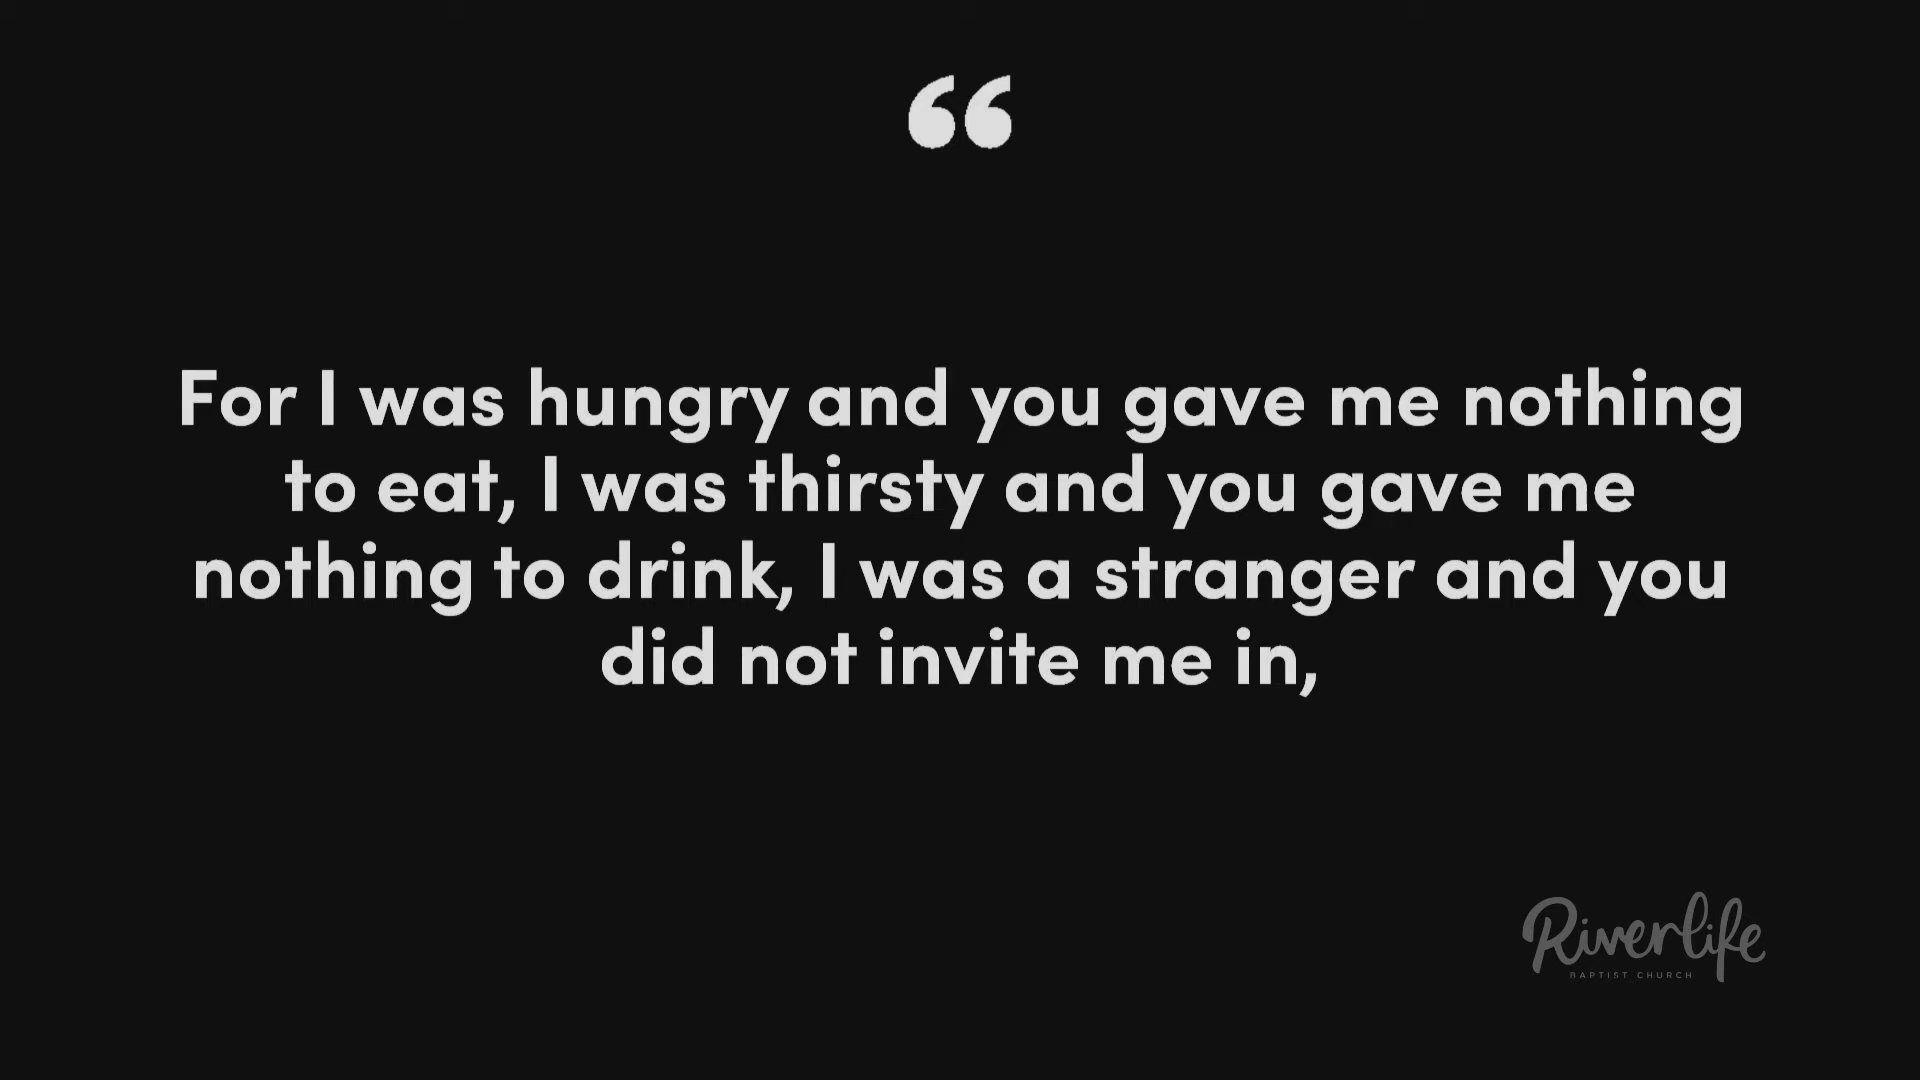 “
For I was hungry and you gave me nothing
to eat, I was thirsty and you gave me
nothing to drink, I was a stranger and you
did not invite me in,
Riverlife
BAPTIST CHURCH